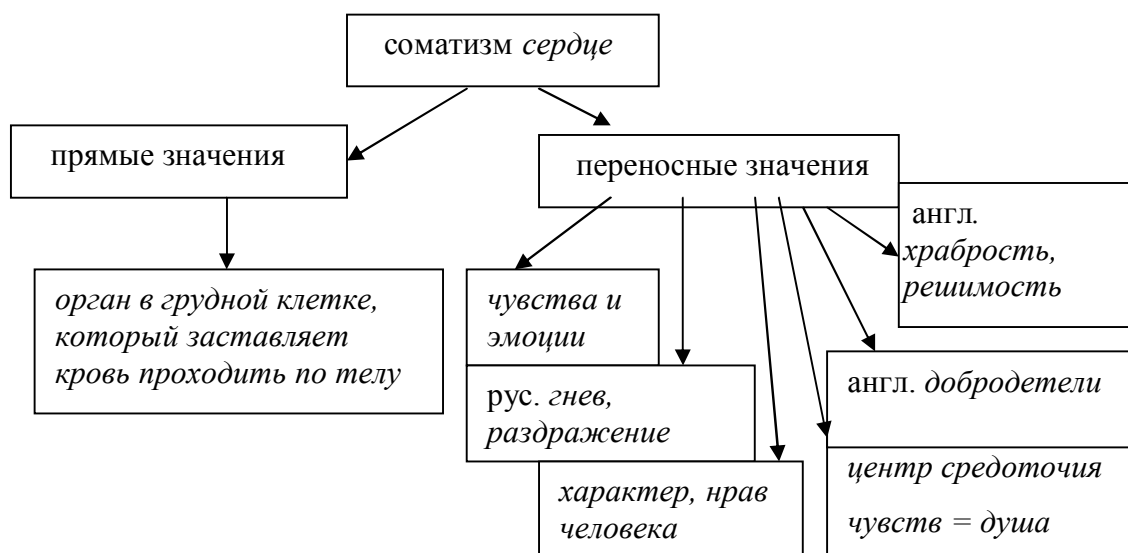 соматизм сердце
прямые значения
переносные значения
англ.
храбрость,
решимость
орган в грудной клетке,
который заставляет
кровь проходить по телу
чувства и
эмоции
рус. гнев,
раздражение
характер, нрав
человека
англ. добродетели
центр средоточия
чувств = душа